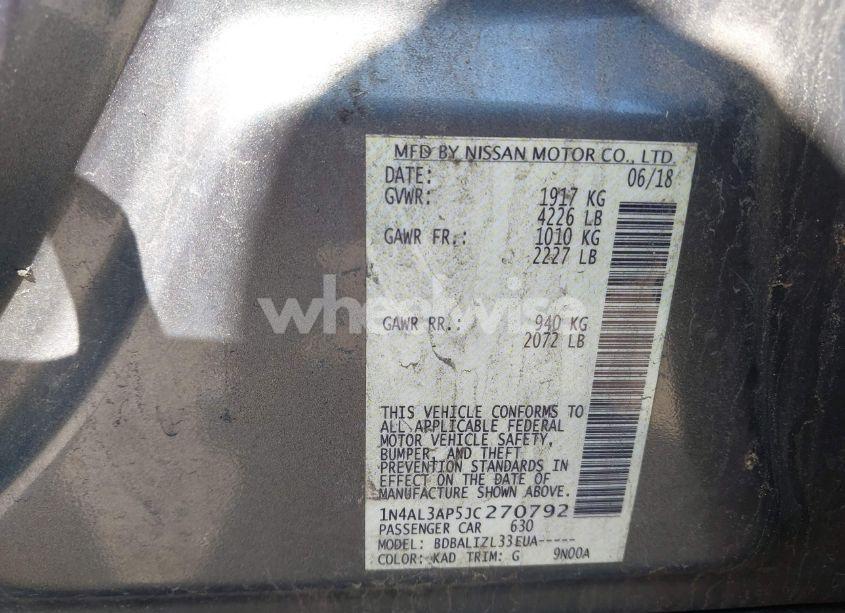 MFD BY NISSAN MOTOR CO., LTD.
DATE: 06/18
GVWR: 1917 KG
4226 LB
GAWR FR.: 1010 KG
2227 LB
wheelwise
GAWR RR.: 940 KG
2072 LB
THIS VEHICLE CONFORMS TO
ALL APPLICABLE FEDERAL
MOTOR VEHICLE SAFETY,
BUMPER, AND THEFT
PREVENTION STANDARDS IN
EFFECT ON THE DATE OF
MANUFACTURE SHOWN ABOVE.
1N4AL3AP5JC270792
PASSENGER CAR 630
MODEL: BDBALIZL33EUA-----
COLOR: KAD TRIM: G 9N00A